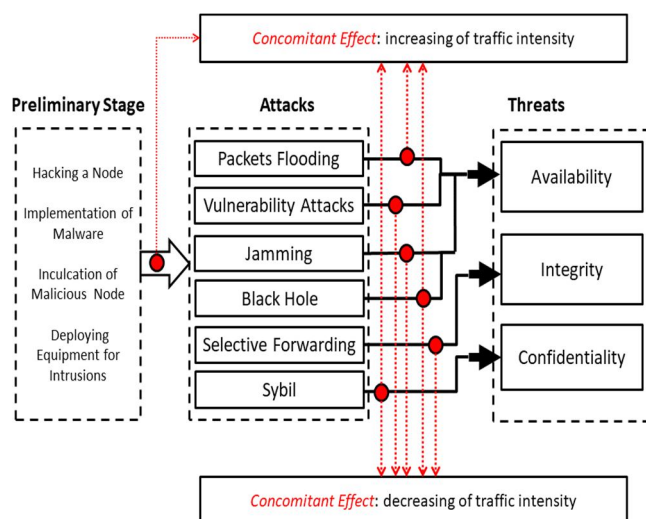 Concomitant Effect: increasing of traffic intensity
Preliminary Stage
Attacks
Threats
Hacking a Node
Implementation of
Malware
Inculcation of
Malicious Node
Deploying
Equipment for
Intrusions
Packets Flooding
Vulnerability Attacks
Jamming
Black Hole
Selective Forwarding
Sybil
Availability
Integrity
Confidentiality
Concomitant Effect: decreasing of traffic intensity